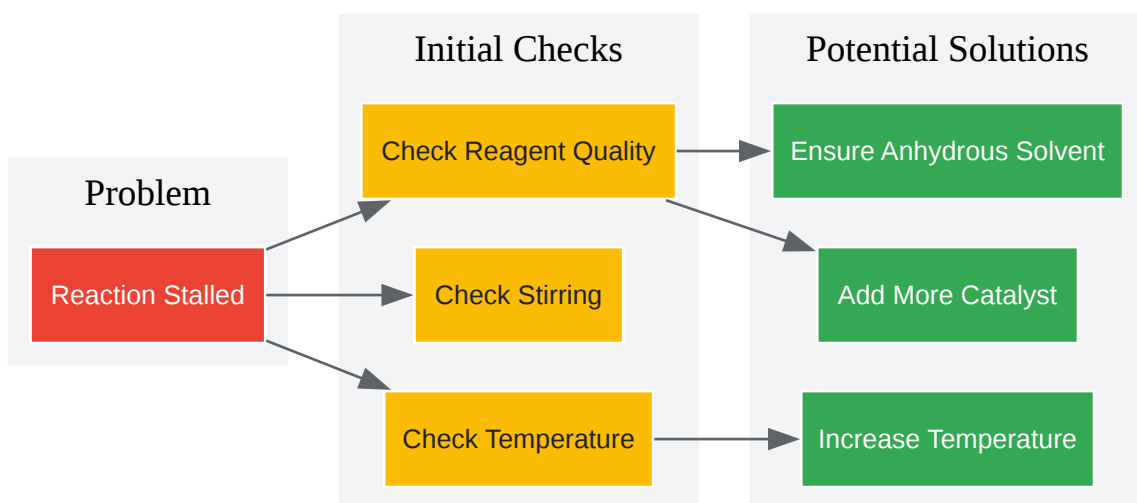 Problem
Reaction Stalled
Initial Checks
Check Reagent Quality
Check Stirring
Check Temperature
Potential Solutions
Ensure Anhydrous Solvent
Add More Catalyst
Increase Temperature